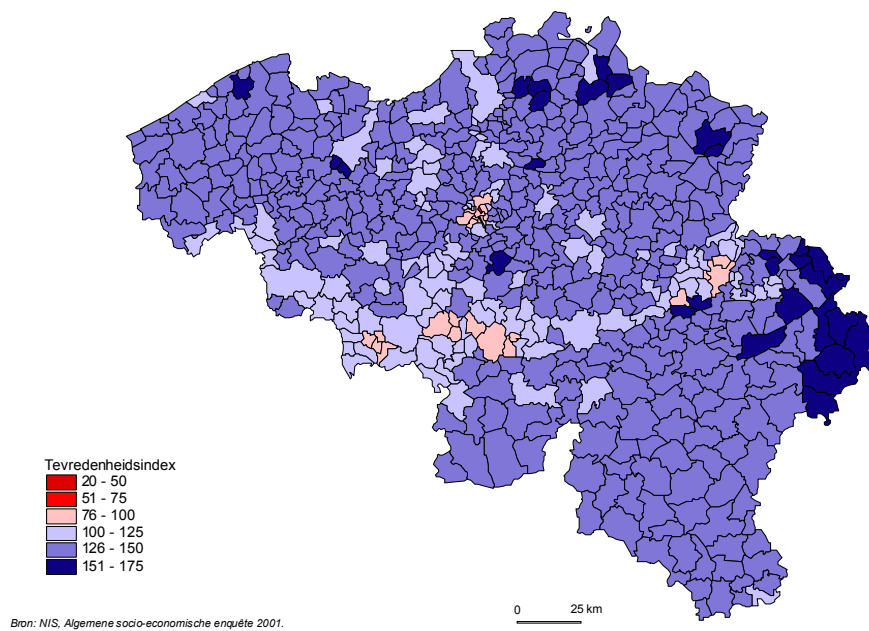 Tevredenheidsindex
20 - 50
51 - 75
76 - 100
100 - 125
126 - 150
151 - 175
0 25 km
Bron: NIS, Algemene socio-economische enquête 2001.